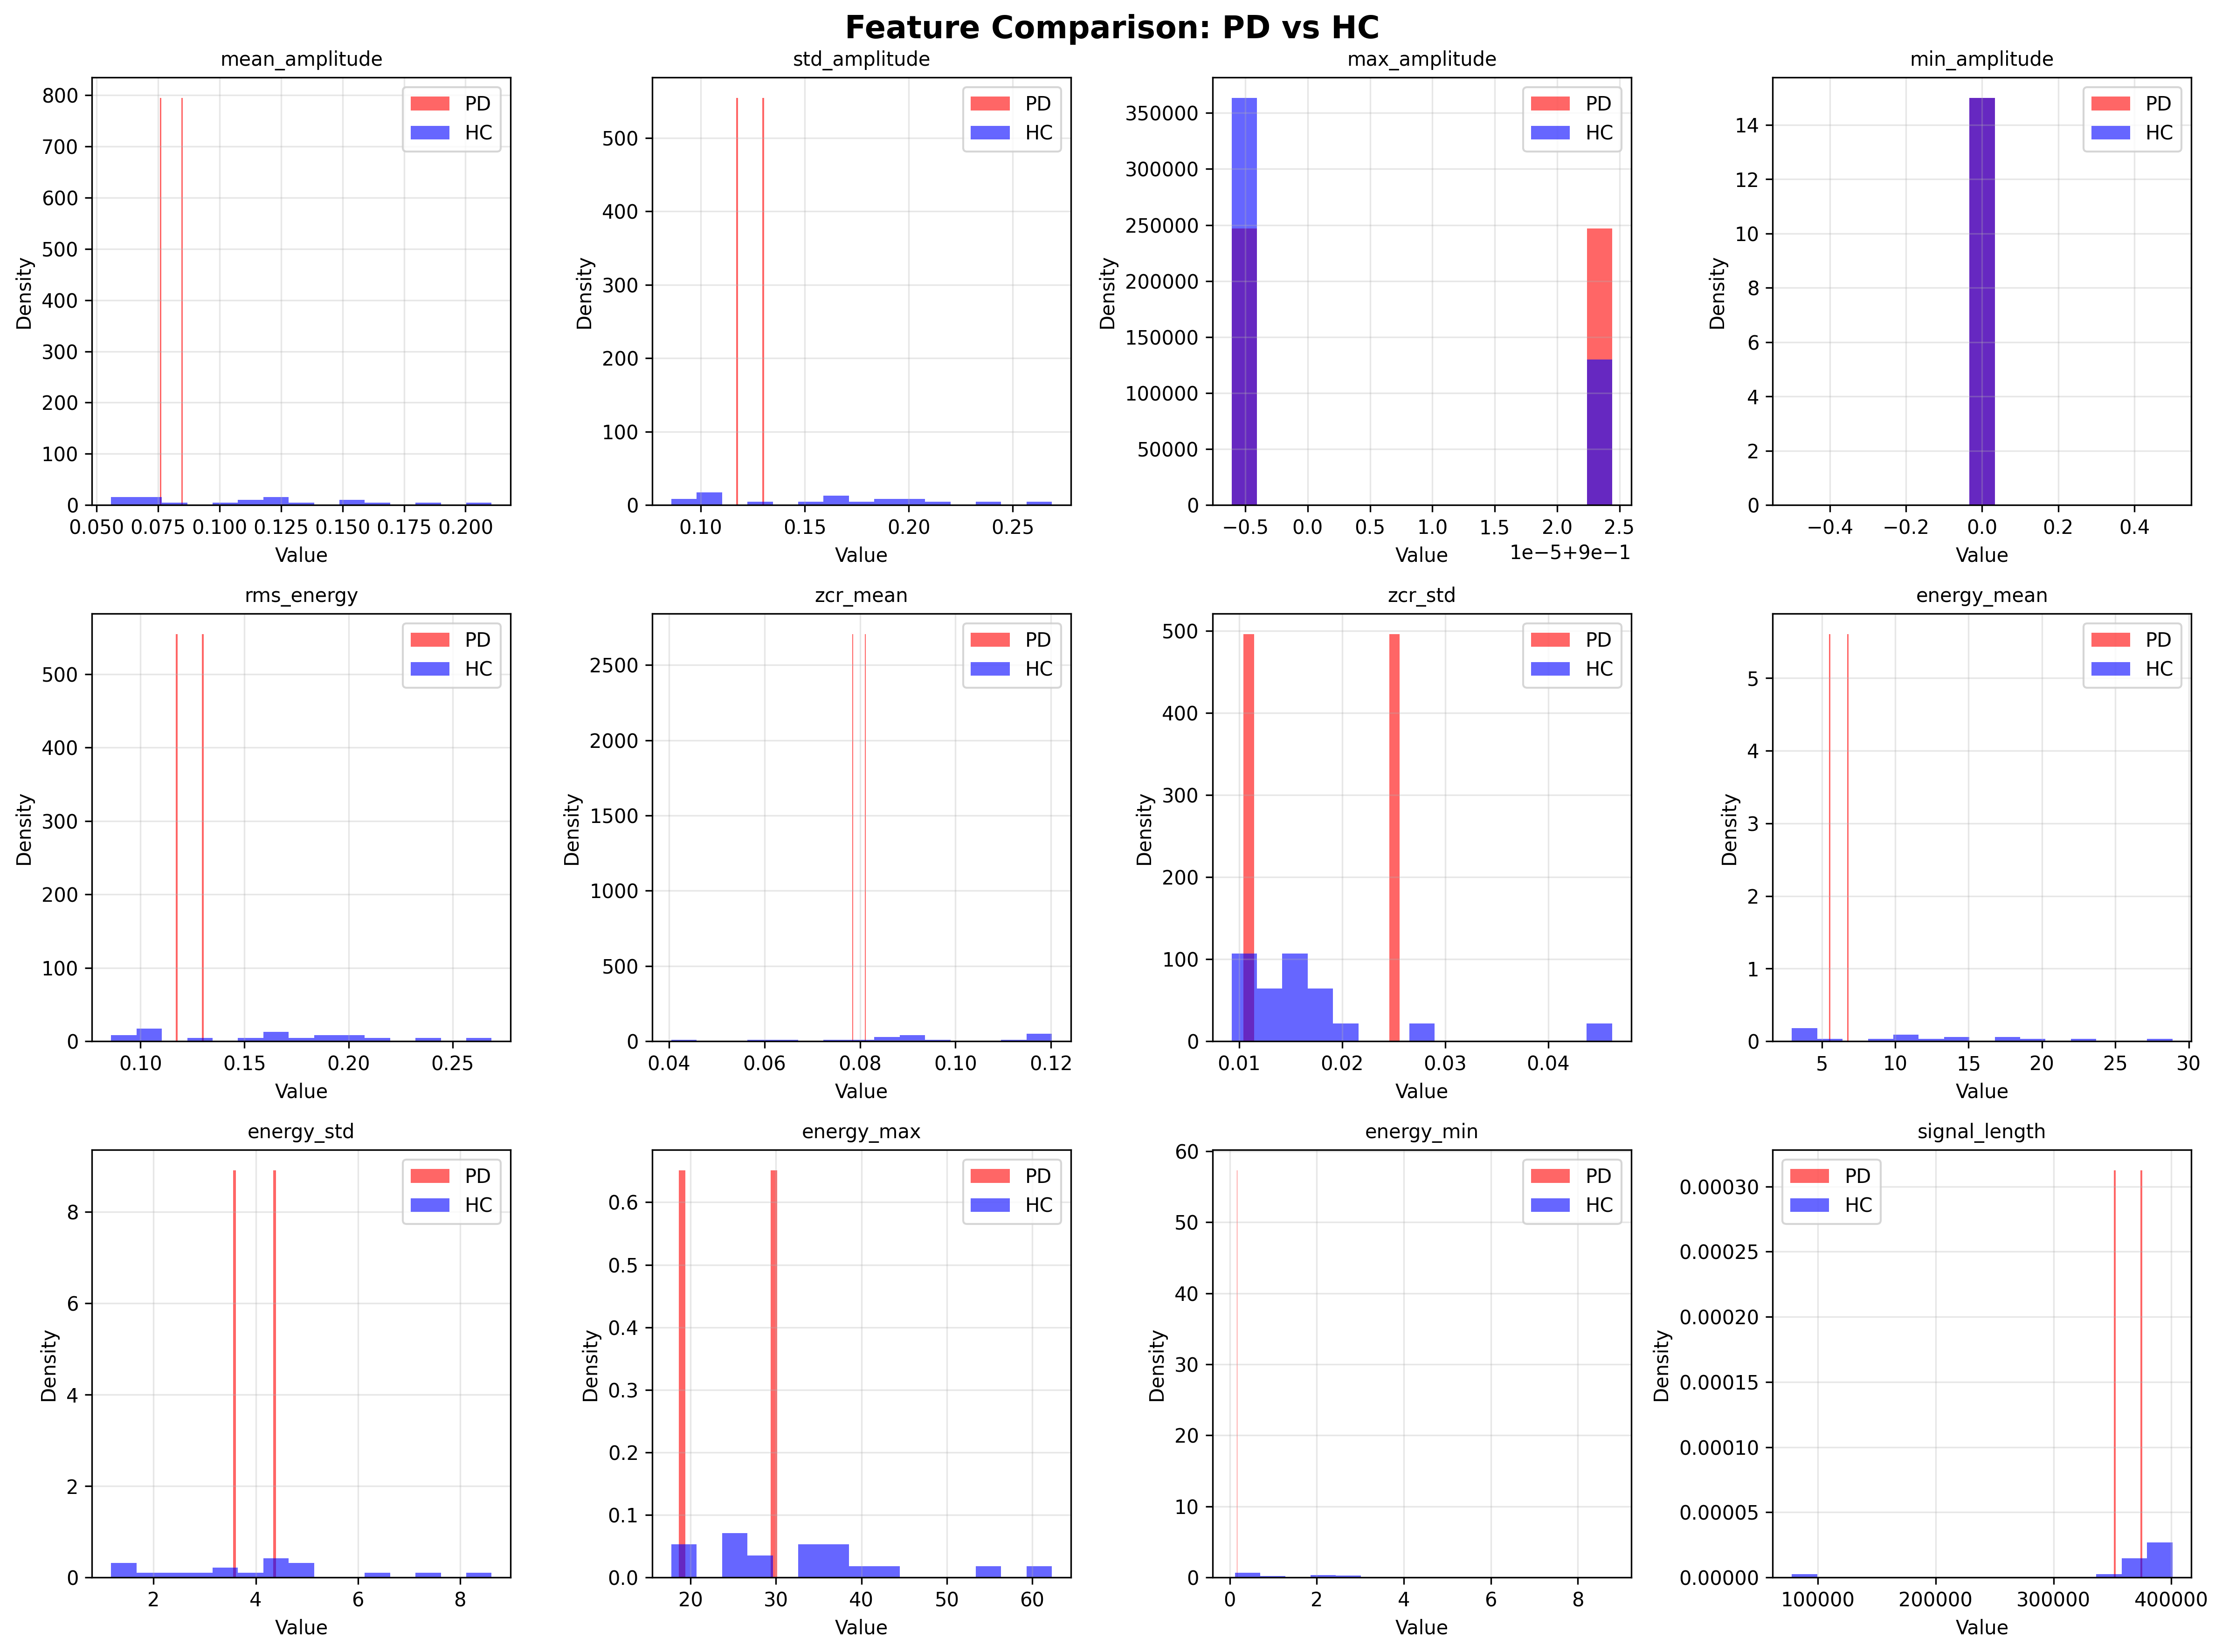 Feature Comparison: PD vs HC
mean_amplitude
800
700
600
500
400
300
200
100
0
Density
0.050 0.075 0.100 0.125 0.150 0.175 0.200
Value
PD
HC
std_amplitude
500
400
300
200
100
0
Density
0.10 0.15 0.20 0.25
Value
PD
HC
max_amplitude
350000
300000
250000
200000
150000
100000
50000
0
Density
−0.5 0.0 0.5 1.0 1.5 2.0 2.5
Value
1e−5+9e−1
PD
HC
min_amplitude
14
12
10
8
6
4
2
0
Density
−0.4 −0.2 0.0 0.2 0.4
Value
PD
HC
rms_energy
500
400
300
200
100
0
Density
0.10 0.15 0.20 0.25
Value
PD
HC
zcr_mean
2500
2000
1500
1000
500
0
Density
0.04 0.06 0.08 0.10 0.12
Value
PD
HC
zcr_std
500
400
300
200
100
0
Density
0.01 0.02 0.03 0.04
Value
PD
HC
energy_mean
5
4
3
2
1
0
Density
5 10 15 20 25 30
Value
PD
HC
energy_std
8
6
4
2
0
Density
2 4 6 8
Value
PD
HC
energy_max
0.6
0.5
0.4
0.3
0.2
0.1
0.0
Density
20 30 40 50 60
Value
PD
HC
energy_min
60
50
40
30
20
10
0
Density
0 2 4 6 8
Value
PD
HC
signal_length
0.00030
0.00025
0.00020
0.00015
0.00010
0.00005
0.00000
Density
100000 200000 300000 400000
Value
PD
HC